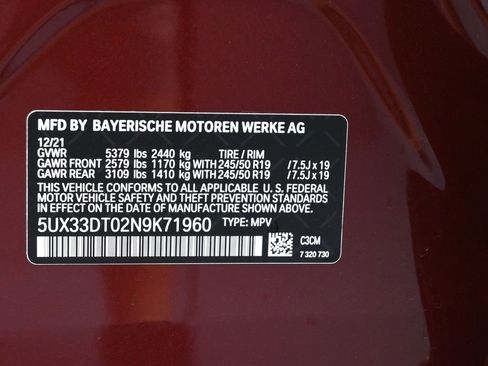 MFD BY BAYERISCHE MOTOREN WERKE AG
12/21
GVWR 5379 lbs 2440 kg TIRE / RIM
GAWR FRONT 2579 lbs 1170 kg WITH 245/50 R19 / 7.5J x 19
GAWR REAR 3109 lbs 1410 kg WITH 245/50 R19 / 7.5J x 19
THIS VEHICLE CONFORMS TO ALL APPLICABLE U. S. FEDERAL
MOTOR VEHICLE SAFETY AND THEFT PREVENTION STANDARDS
IN EFFECT ON THE DATE OF MANUFACTURE SHOWN ABOVE.
5UX33DT02N9K71960 TYPE: MPV
C3CM
7 320 730